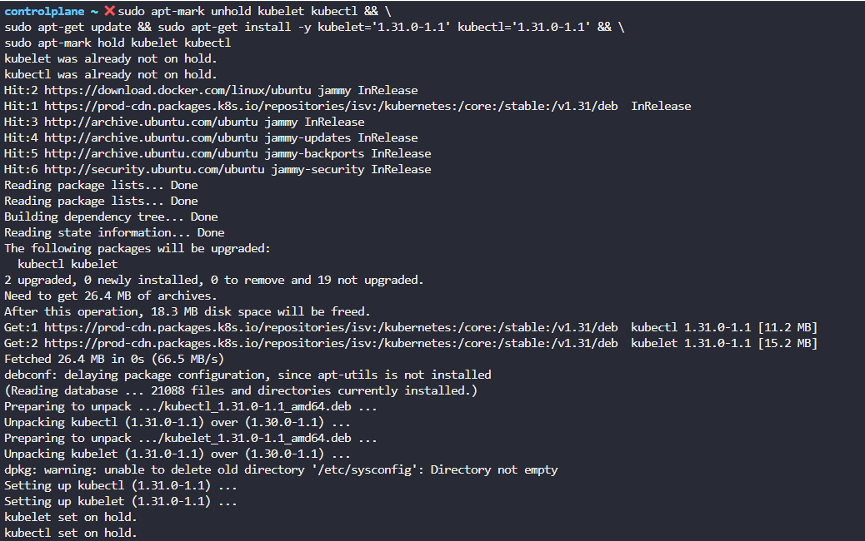 controlplane ~ ✖ sudo apt-mark unhold kubelet kubectl && \
sudo apt-get update && sudo apt-get install -y kubelet='1.31.0-1.1' kubectl='1.31.0-1.1' && \
sudo apt-mark hold kubelet kubectl
kubelet was already not on hold.
kubectl was already not on hold.
Hit:2 https://download.docker.com/linux/ubuntu jammy InRelease
Hit:1 https://prod-cdn.packages.k8s.io/repositories/isv:/kubernetes:/core:/stable:/v1.31/deb  InRelease
Hit:3 http://archive.ubuntu.com/ubuntu jammy InRelease
Hit:4 http://archive.ubuntu.com/ubuntu jammy-updates InRelease
Hit:5 http://archive.ubuntu.com/ubuntu jammy-backports InRelease
Hit:6 http://security.ubuntu.com/ubuntu jammy-security InRelease
Reading package lists... Done
Reading package lists... Done
Building dependency tree... Done
Reading state information... Done
The following packages will be upgraded:
  kubectl kubelet
2 upgraded, 0 newly installed, 0 to remove and 19 not upgraded.
Need to get 26.4 MB of archives.
After this operation, 18.3 MB disk space will be freed.
Get:1 https://prod-cdn.packages.k8s.io/repositories/isv:/kubernetes:/core:/stable:/v1.31/deb  kubectl 1.31.0-1.1 [11.2 MB]
Get:2 https://prod-cdn.packages.k8s.io/repositories/isv:/kubernetes:/core:/stable:/v1.31/deb  kubelet 1.31.0-1.1 [15.2 MB]
Fetched 26.4 MB in 0s (66.5 MB/s)
debconf: delaying package configuration, since apt-utils is not installed
(Reading database ... 21088 files and directories currently installed.)
Preparing to unpack .../kubectl_1.31.0-1.1_amd64.deb ...
Unpacking kubectl (1.31.0-1.1) over (1.30.0-1.1) ...
Preparing to unpack .../kubelet_1.31.0-1.1_amd64.deb ...
Unpacking kubelet (1.31.0-1.1) over (1.30.0-1.1) ...
dpkg: warning: unable to delete old directory '/etc/sysconfig': Directory not empty
Setting up kubectl (1.31.0-1.1) ...
Setting up kubelet (1.31.0-1.1) ...
kubelet set on hold.
kubectl set on hold.